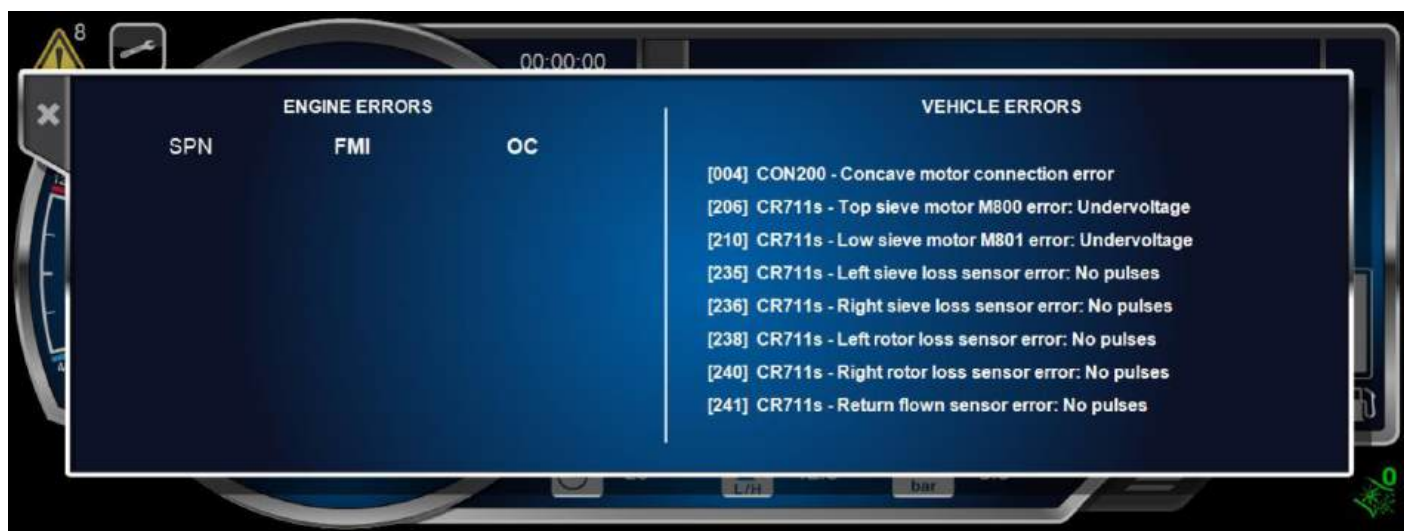 8
00:00:00
ENGINE ERRORS
SPN FMI OC
VEHICLE ERRORS
[004] CON200 - Concave motor connection error
[206] CR711s - Top sieve motor M800 error: Undervoltage
[210] CR711s - Low sieve motor M801 error: Undervoltage
[235] CR711s - Left sieve loss sensor error: No pulses
[236] CR711s - Right sieve loss sensor error: No pulses
[238] CR711s - Left rotor loss sensor error: No pulses
[240] CR711s - Right rotor loss sensor error: No pulses
[241] CR711s - Return flown sensor error: No pulses
L/H bar
0